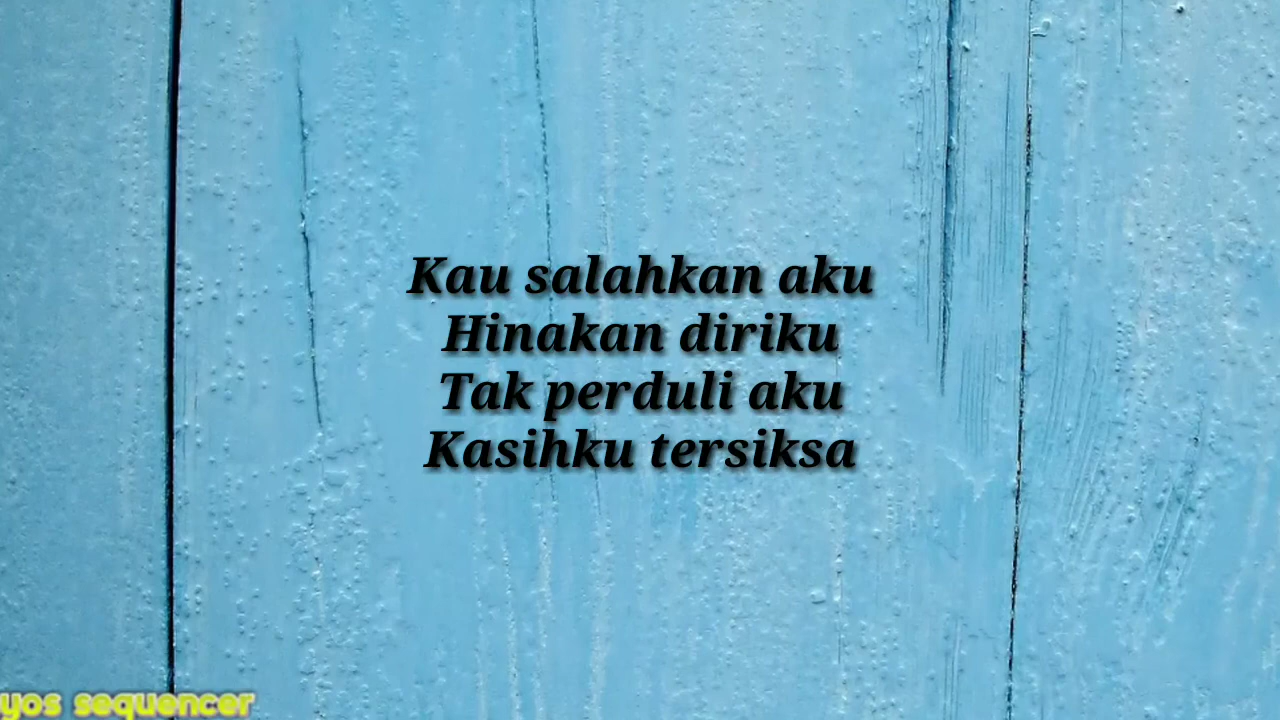 Kau salahkan aku
Hinakan diriku
Tak perduli aku
Kasihku tersiksa
yos sequencer